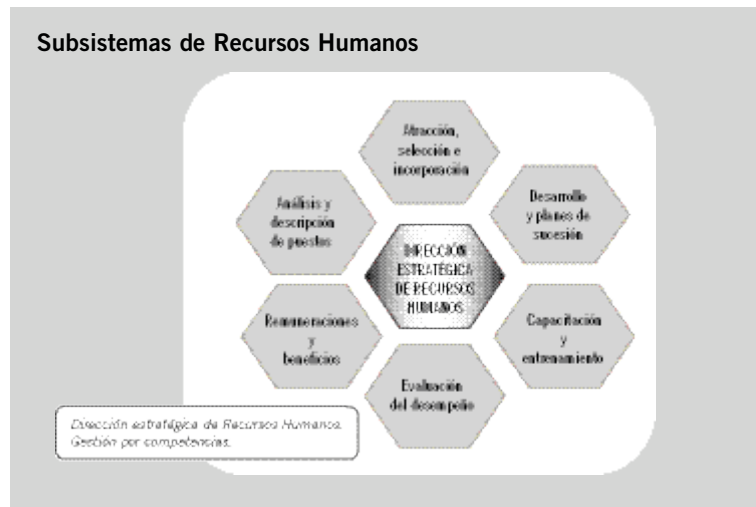 Subsistemas de Recursos Humanos
Atracción,
selección e
incorporación
Análisis y
descripción
de puestos
Desarrollo
y planes de
sucesión
DIRECCIÓN
ESTRATÉGICA
DE RECURSOS
HUMANOS
Remuneraciones
y
beneficios
Capacitación
y
entrenamiento
Evaluación
del desempeño
Dirección estratégica de Recursos Humanos.
Gestión por competencias.